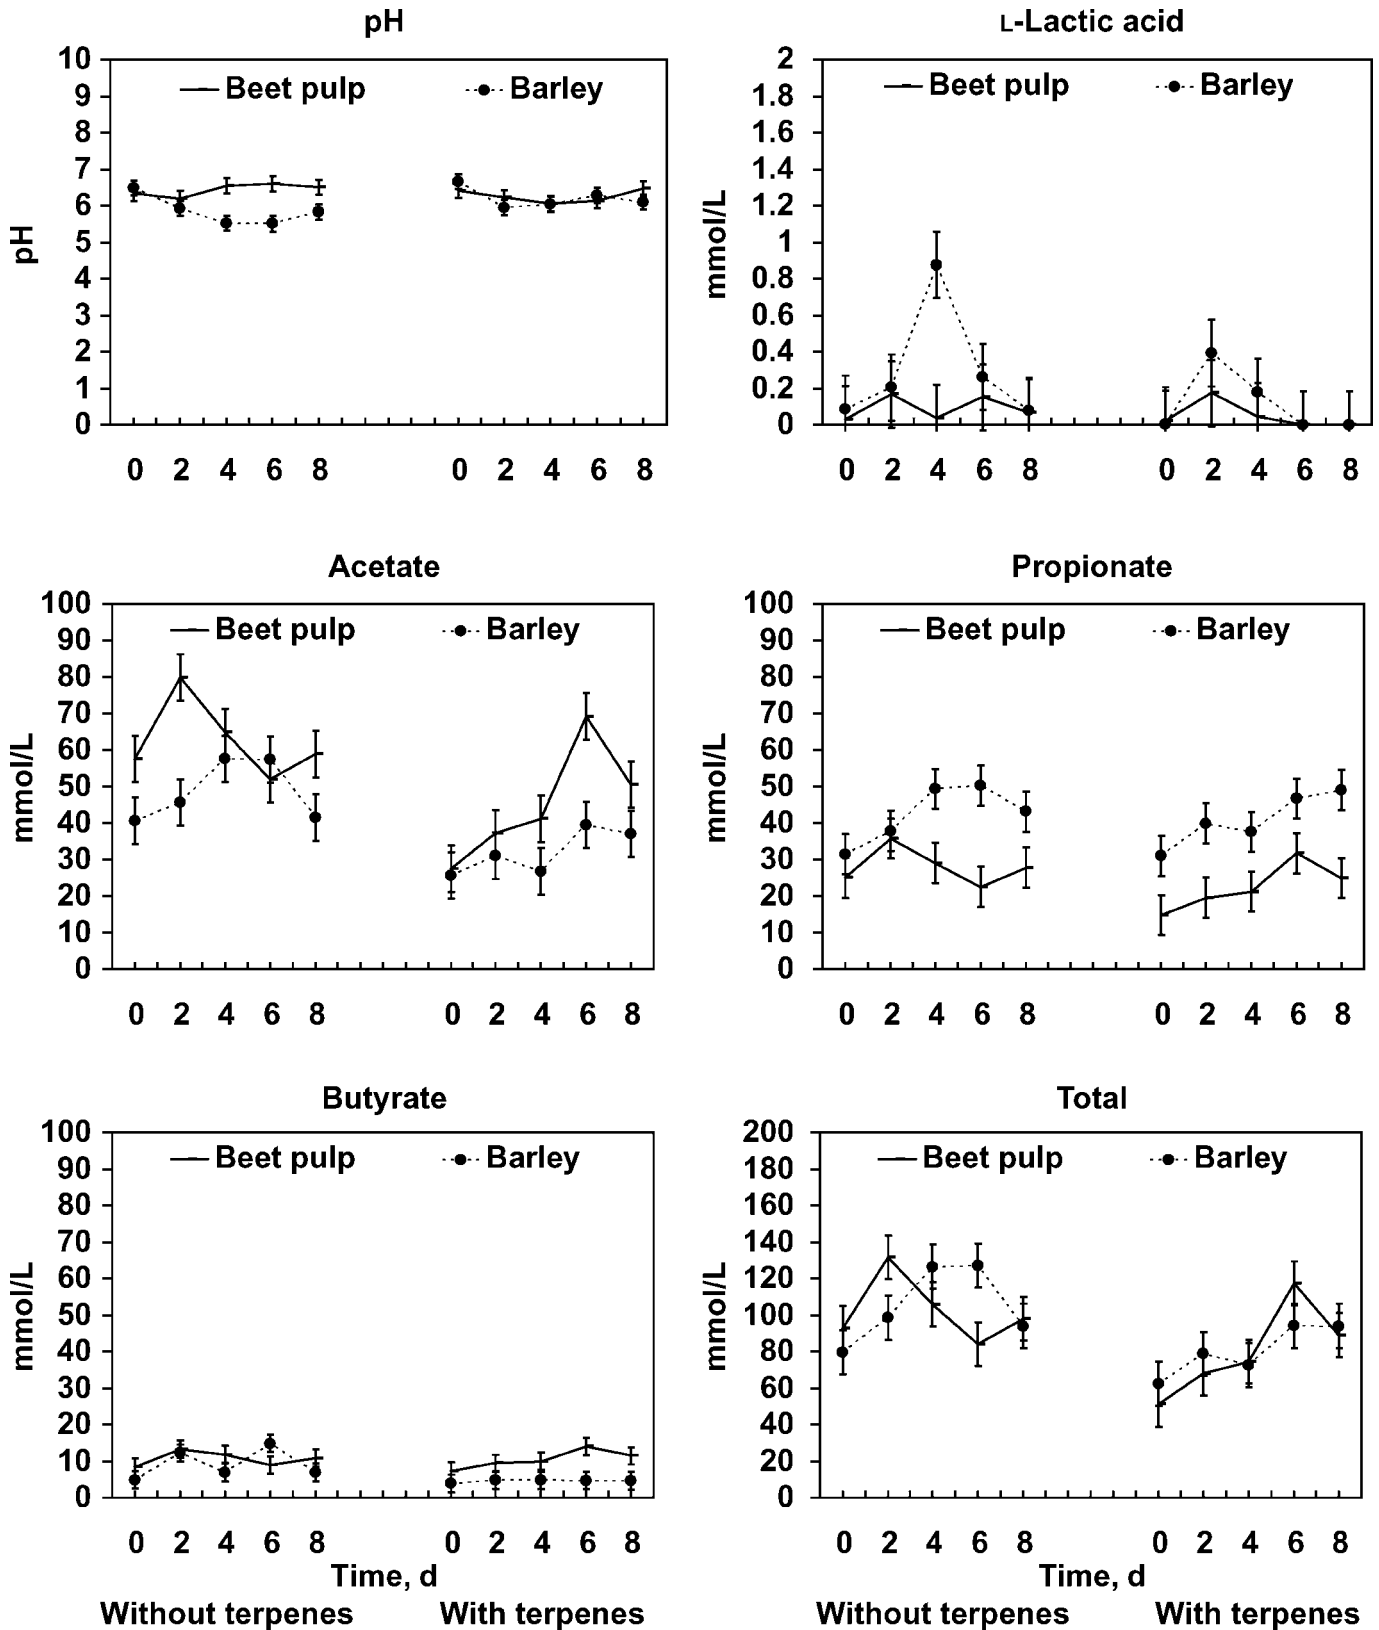 pH
10
9
8
7
6
5
4
3
2
1
0
pH
Beet pulp Barley
0 2 4 6 8 0 2 4 6 8
L-Lactic acid
2
1.8
1.6
1.4
1.2
1
0.8
0.6
0.4
0.2
0
mmol/L
Beet pulp Barley
0 2 4 6 8 0 2 4 6 8
Acetate
100
90
80
70
60
50
40
30
20
10
0
mmol/L
Beet pulp Barley
0 2 4 6 8 0 2 4 6 8
Propionate
100
90
80
70
60
50
40
30
20
10
0
mmol/L
Beet pulp Barley
0 2 4 6 8 0 2 4 6 8
Butyrate
100
90
80
70
60
50
40
30
20
10
0
mmol/L
Beet pulp Barley
0 2 4 6 8 0 2 4 6 8
Time, d
Without terpenes With terpenes
Total
200
180
160
140
120
100
80
60
40
20
0
mmol/L
Beet pulp Barley
0 2 4 6 8 0 2 4 6 8
Time, d
Without terpenes With terpenes